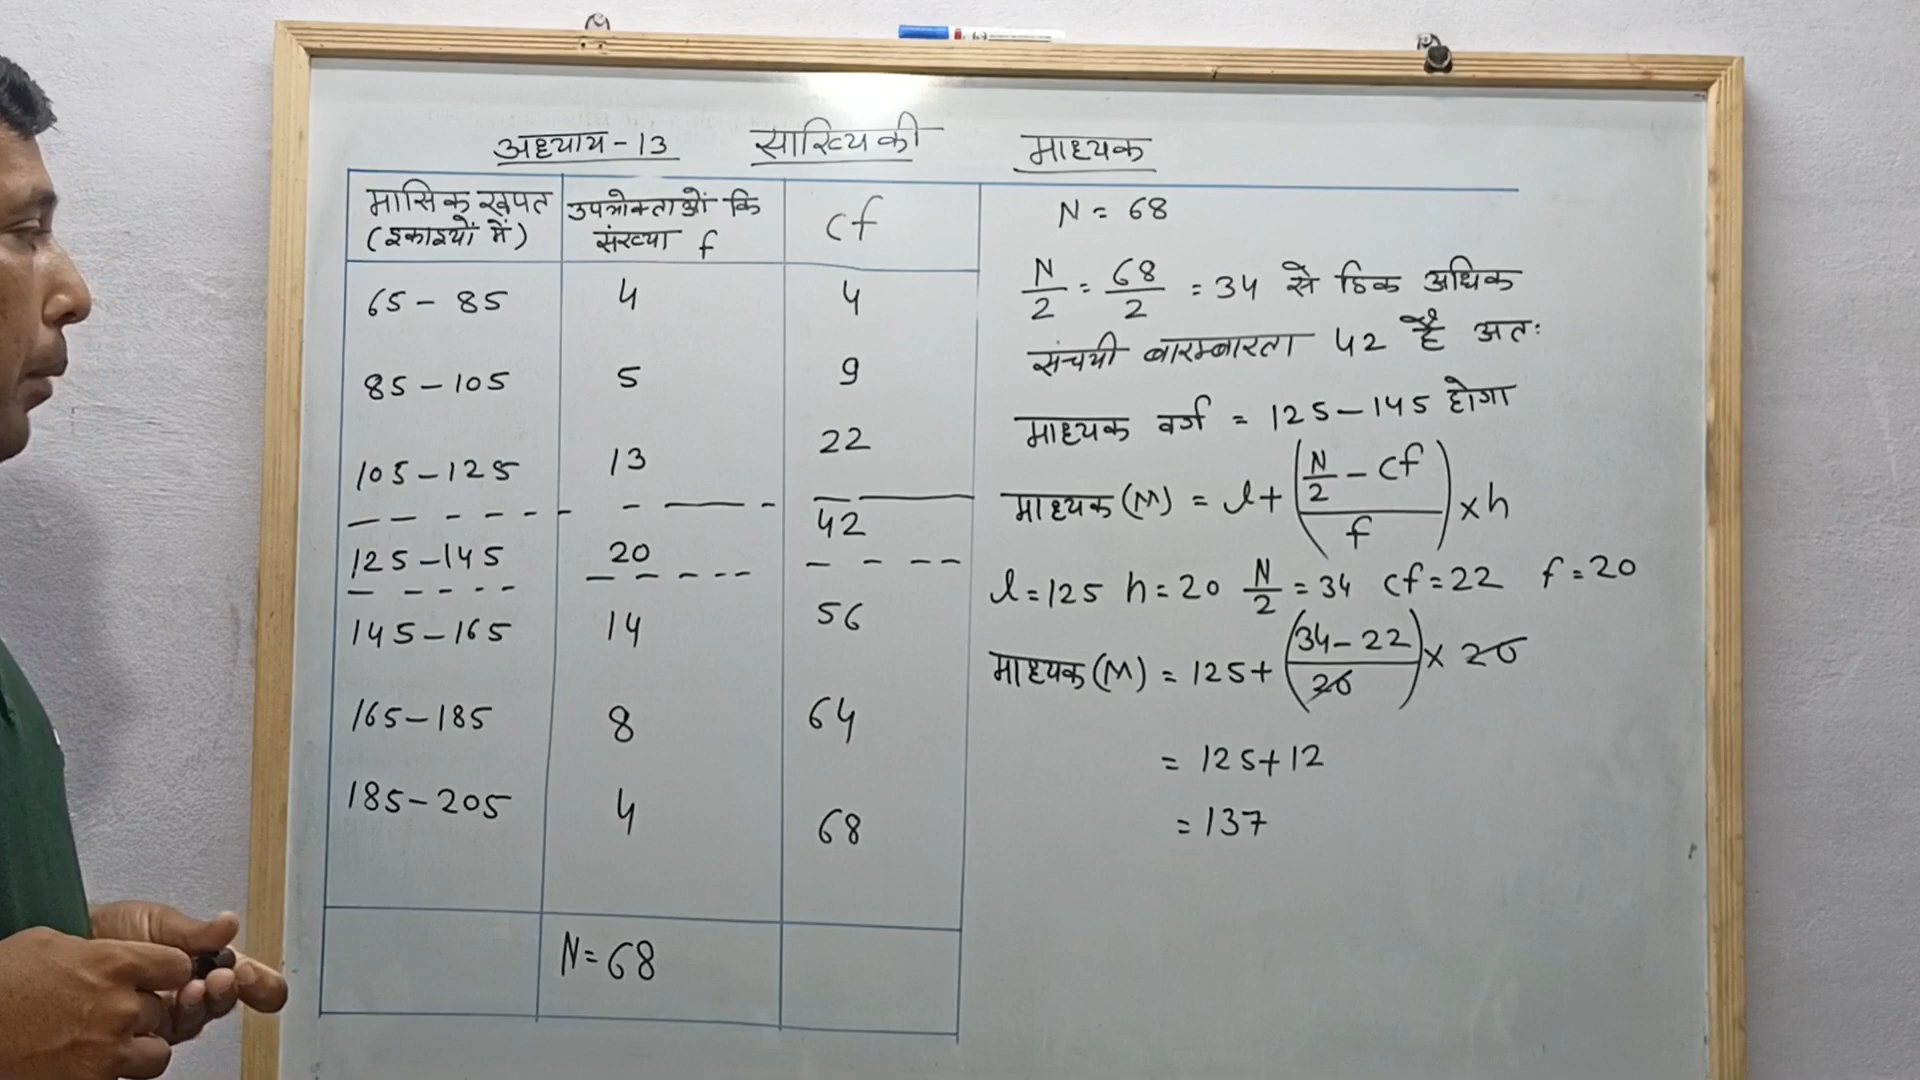 अध्याय-13 साख्यिकी माध्यक
मासिक खपत (इकाइयों में) | उपभोक्ताओं कि संख्या f | cf
65-85 | 4 | 4
85-105 | 5 | 9
105-125 | 13 | 22
125-145 | 20 | 42
145-165 | 14 | 56
165-185 | 8 | 64
185-205 | 4 | 68
N=68
N = 68
N/2 = 68/2 = 34 से ठिक अधिक
संचयी बारम्बारता 42 है अतः
माध्यक वर्ग = 125-145 होगा
माध्यक (M) = l + ((N/2 - cf)/f) × h
l=125 h=20 N/2=34 cf=22 f=20
माध्यक (M) = 125 + ((34-22)/20) × 20
= 125+12
= 137